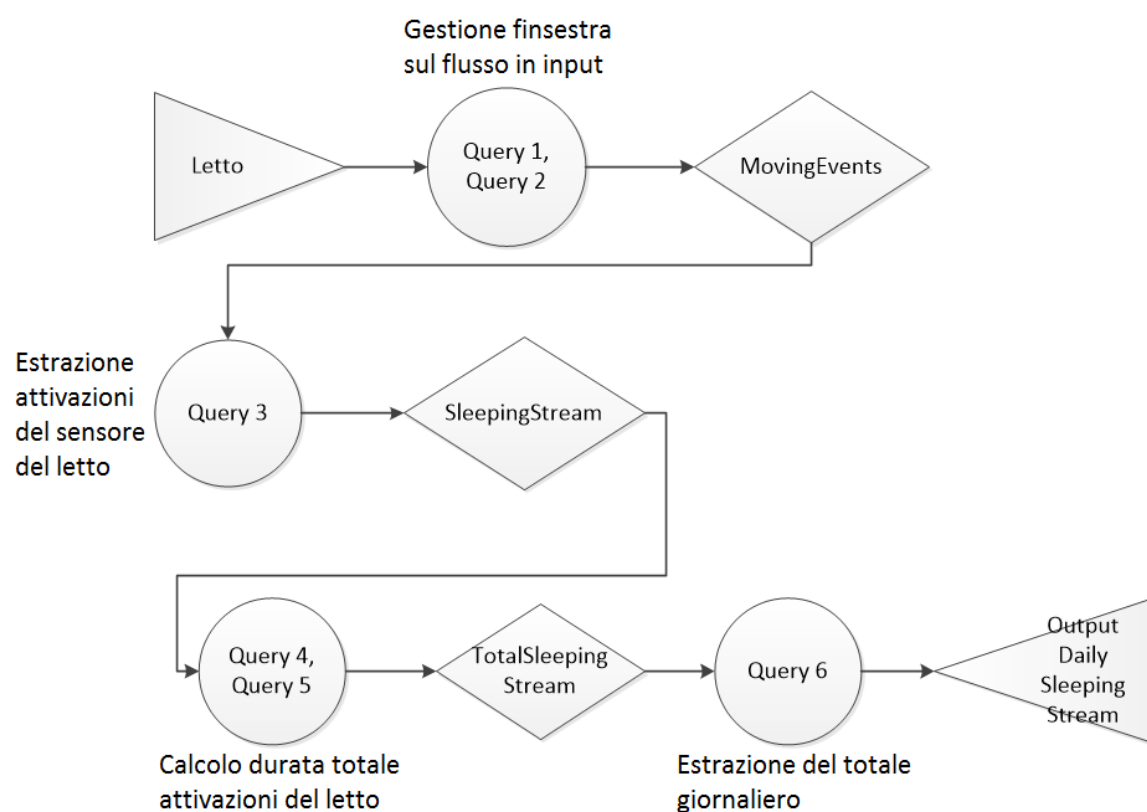 Gestione finsestra
sul flusso in input
Letto
Query 1,
Query 2
MovingEvents
Estrazione
attivazioni
del sensore
del letto
Query 3
SleepingStream
Query 4,
Query 5
TotalSleeping
Stream
Query 6
Output
Daily
Sleeping
Stream
Calcolo durata totale
attivazioni del letto
Estrazione del totale
giornaliero